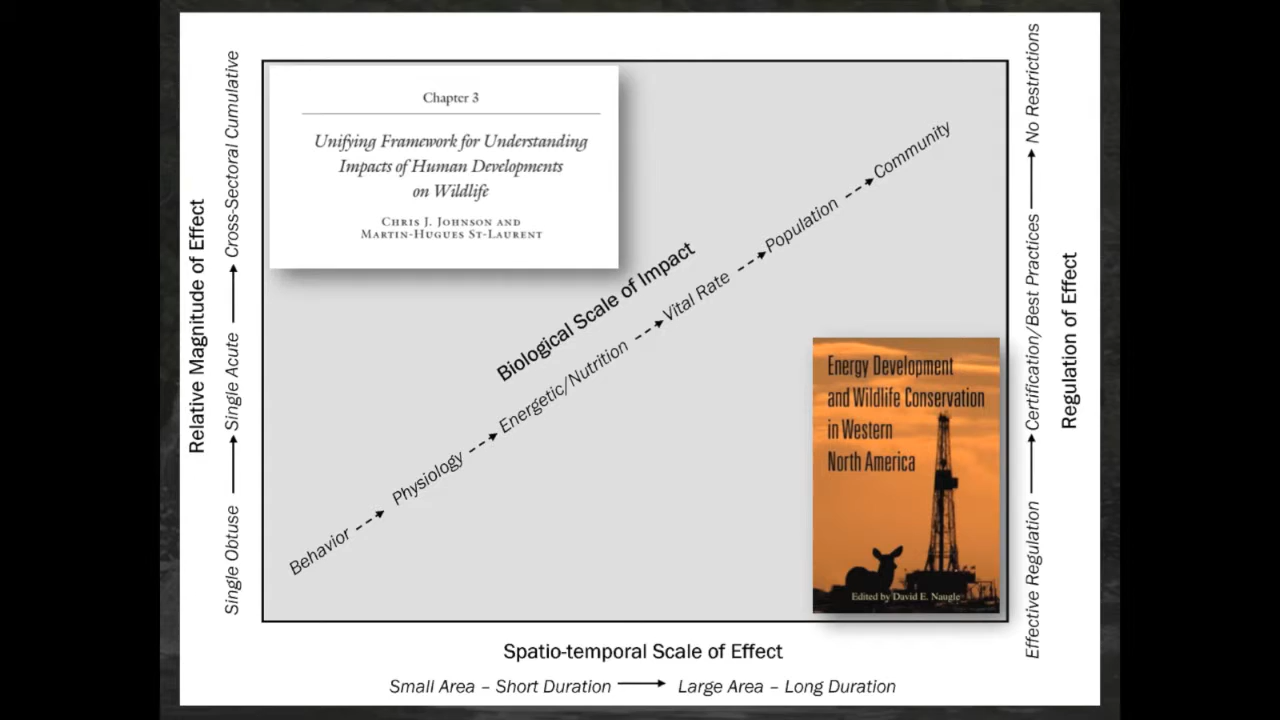 Relative Magnitude of Effect
Single Obtuse → Single Acute → Cross-Sectoral Cumulative
Chapter 3
Unifying Framework for Understanding
Impacts of Human Developments
on Wildlife
Chris J. Johnson and
Martin-Hugues St-Laurent
Biological Scale of Impact
Behavior → Physiology → Energetic/Nutrition → Vital Rate → Population → Community
Energy Development
and Wildlife Conservation
in Western
North America
Edited by David E. Naugle
Effective Regulation → Certification/Best Practices → No Restrictions
Regulation of Effect
Spatio-temporal Scale of Effect
Small Area – Short Duration → Large Area – Long Duration